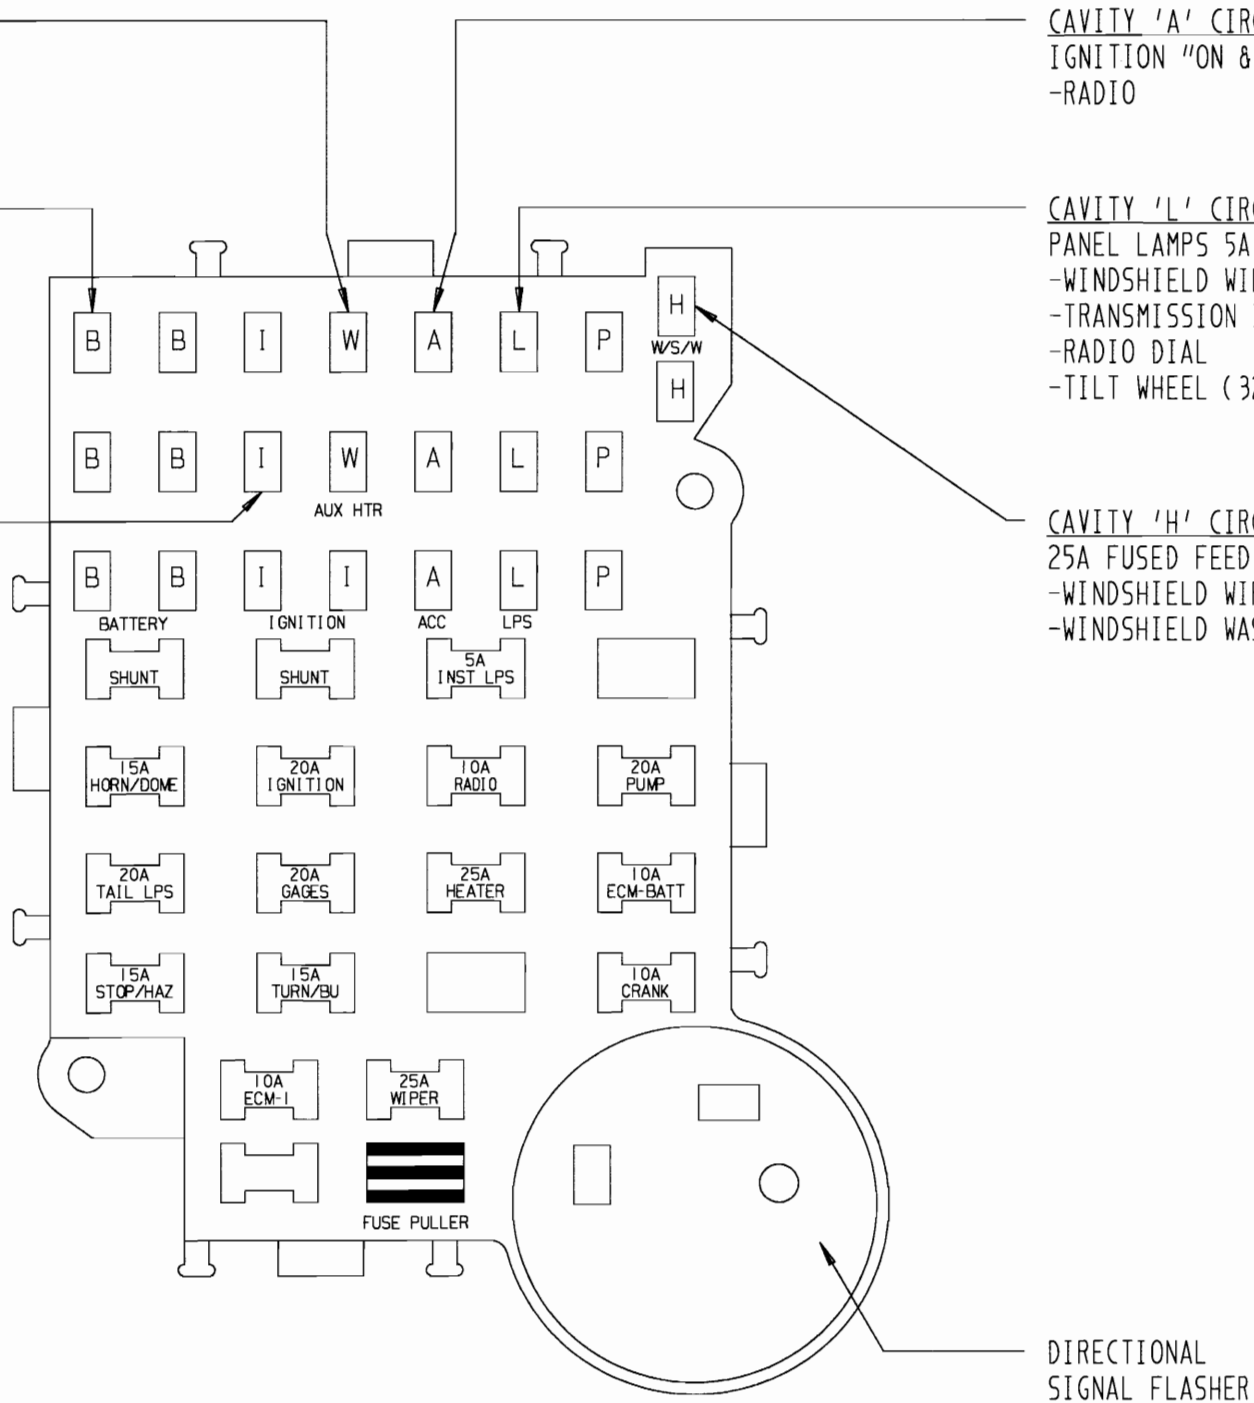 CAVITY 'A' CIR
IGNITION "ON &
-RADIO
CAVITY 'L' CIR
PANEL LAMPS 5A
-WINDSHIELD WI
-TRANSMISSION
-RADIO DIAL
-TILT WHEEL (3
CAVITY 'H' CIR
25A FUSED FEED
-WINDSHIELD WI
-WINDSHIELD WA
B B I W A L P H
W/S/W
H
B B I W A L P
AUX HTR
B B I I A L P
BATTERY IGNITION ACC LPS
SHUNT
SHUNT
5A
INST LPS
15A
HORN/DOME
20A
IGNITION
10A
RADIO
20A
PUMP
20A
TAIL LPS
20A
GAGES
25A
HEATER
10A
ECM-BATT
15A
STOP/HAZ
15A
TURN/BU
10A
CRANK
10A
ECM-I
25A
WIPER
FUSE PULLER
DIRECTIONAL
SIGNAL FLASHER